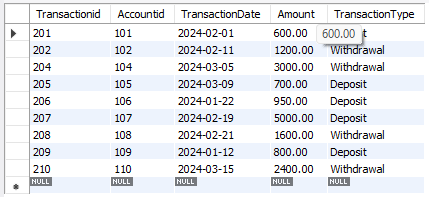 Transactionid Accountid TransactionDate Amount TransactionType
201 101 2024-02-01 600.00 600.00
202 102 2024-02-11 1200.00 Withdrawal
204 104 2024-03-05 3000.00 Withdrawal
205 105 2024-03-09 700.00 Deposit
206 106 2024-01-22 950.00 Deposit
207 107 2024-02-19 5000.00 Deposit
208 108 2024-02-21 1600.00 Withdrawal
209 109 2024-01-12 800.00 Deposit
210 110 2024-03-15 2400.00 Withdrawal
NULL NULL NULL NULL NULL